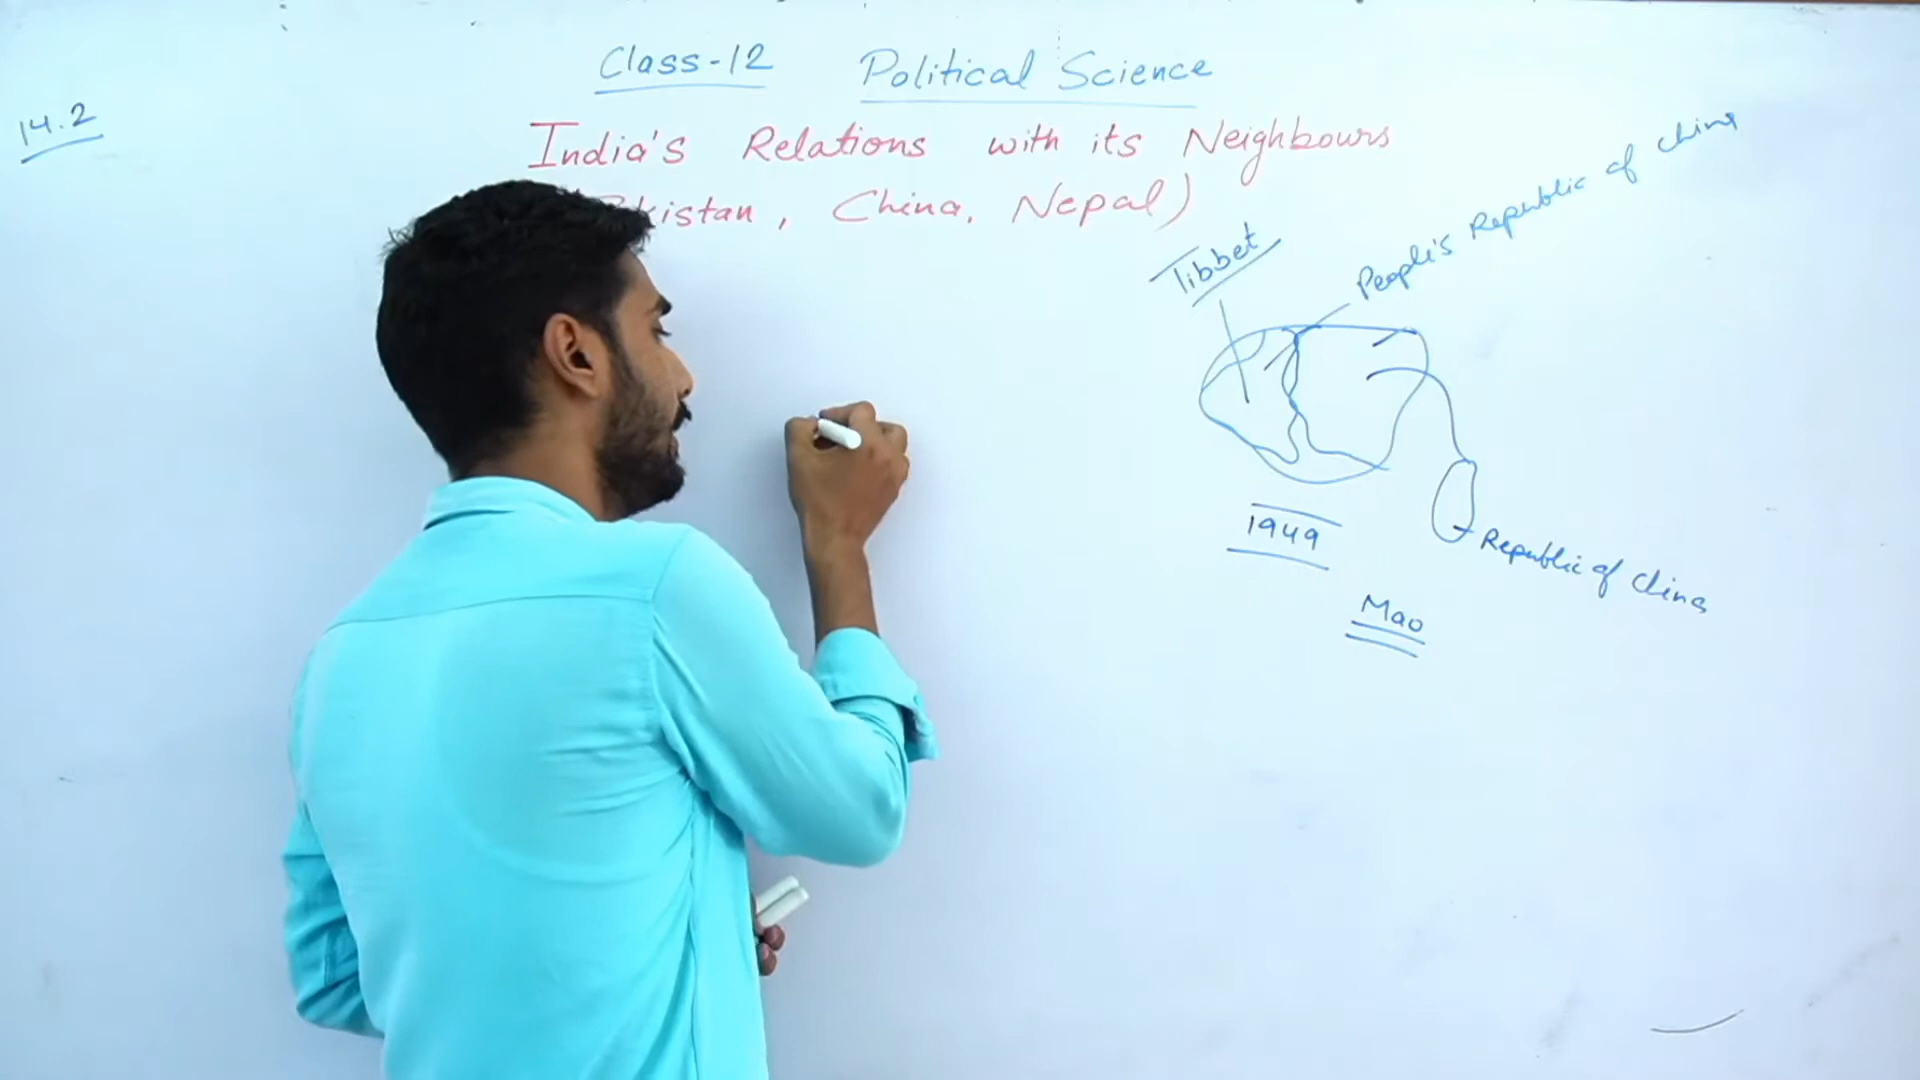 Class-12 Political Science
14.2
India's Relations with its Neighbours
kistan, China, Nepal)
Tibbet
People's Republic of China
1949
Republic of China
Mao